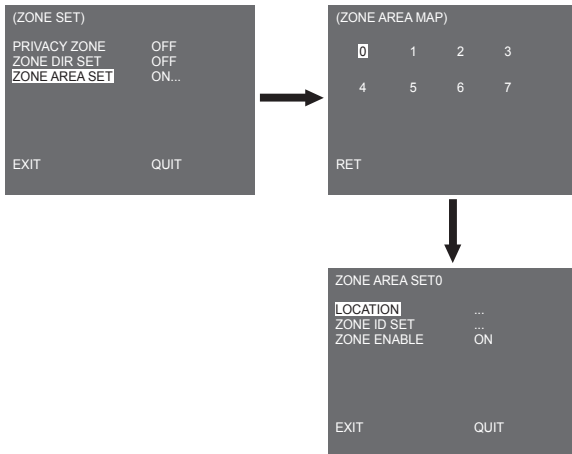 (ZONE SET)
PRIVACY ZONE OFF
ZONE DIR SET OFF
ZONE AREA SET ON...
EXIT QUIT
(ZONE AREA MAP)
0 1 2 3
4 5 6 7
RET
ZONE AREA SET0
LOCATION ...
ZONE ID SET ...
ZONE ENABLE ON
EXIT QUIT